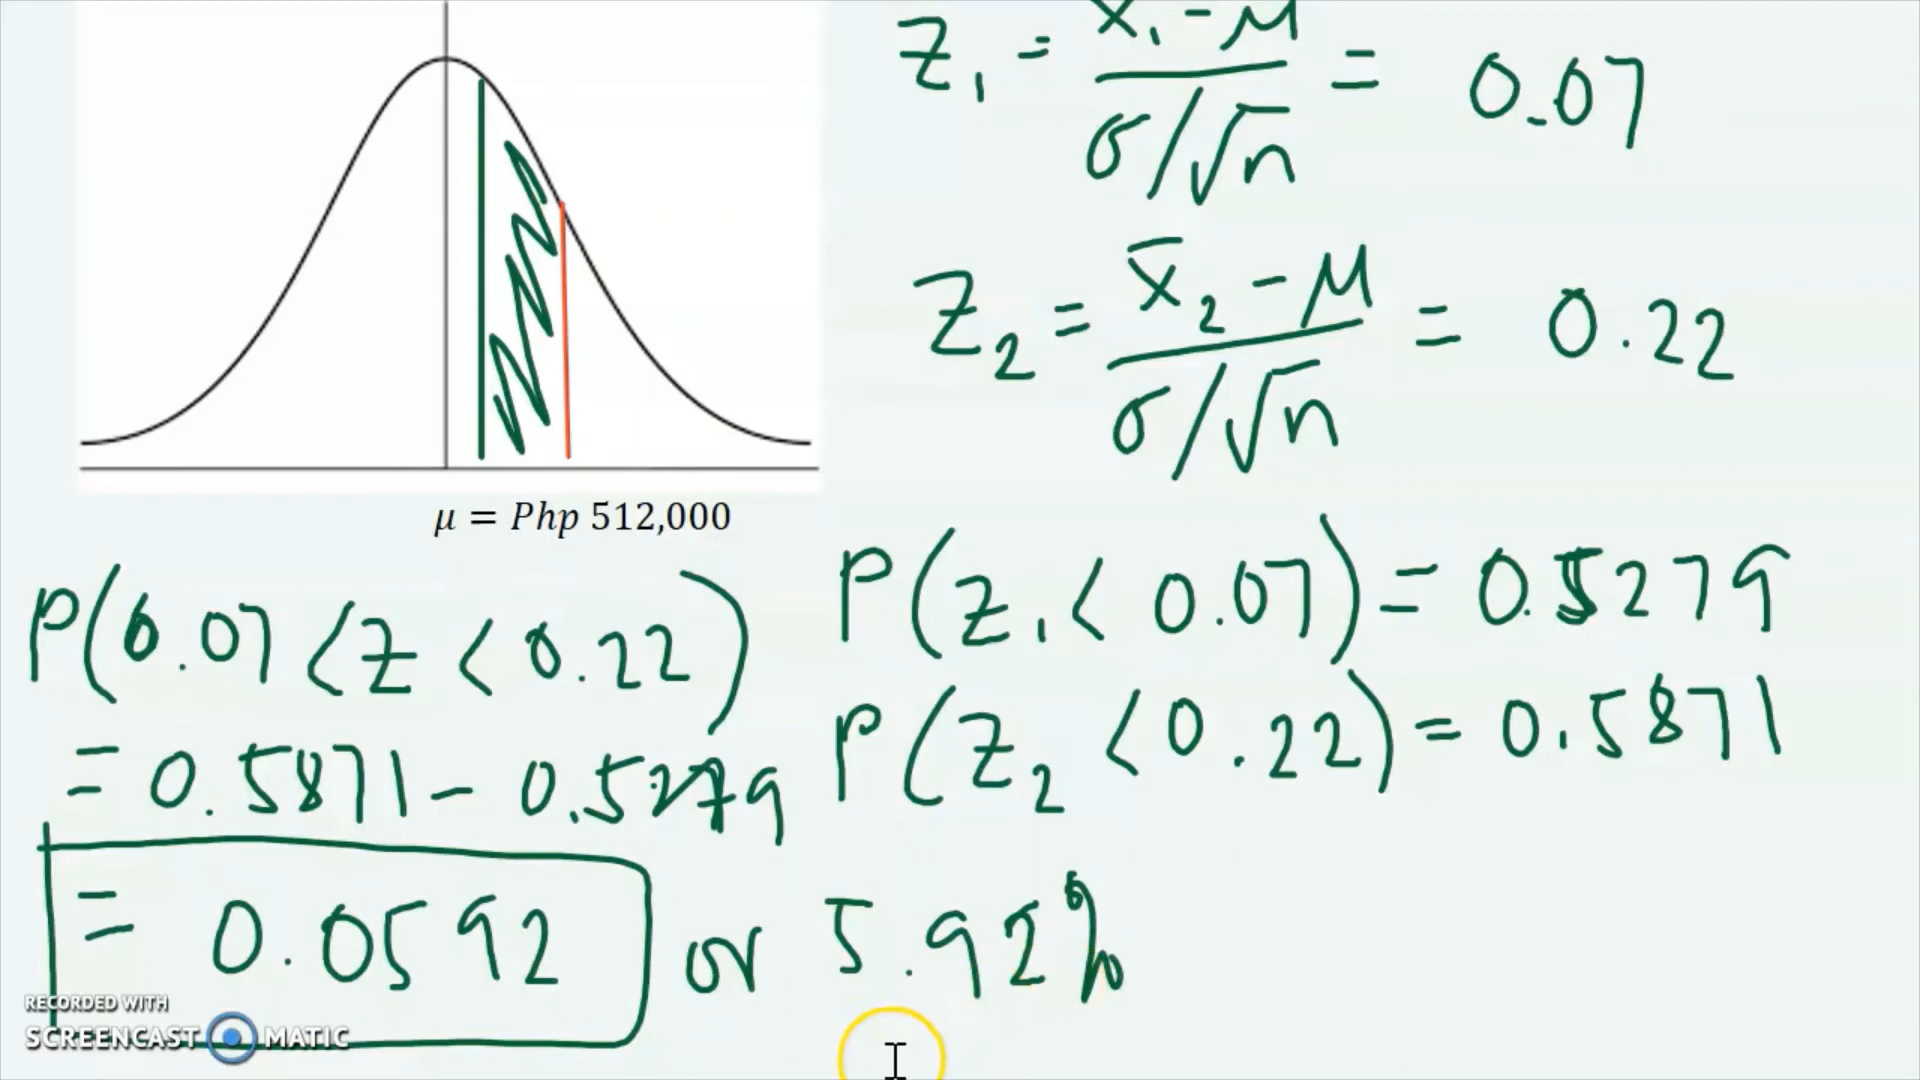 z₁ = x₁ - μ / σ/√n = 0.07
z₂ = x̄₂ - μ / σ/√n = 0.22
μ = Php 512,000
P(z₁ < 0.07) = 0.5279
P(z₂ < 0.22) = 0.5871
P(0.07 < z < 0.22)
= 0.5871 - 0.5279
= 0.0592 or 5.92%
RECORDED WITH
SCREENCAST MATIC